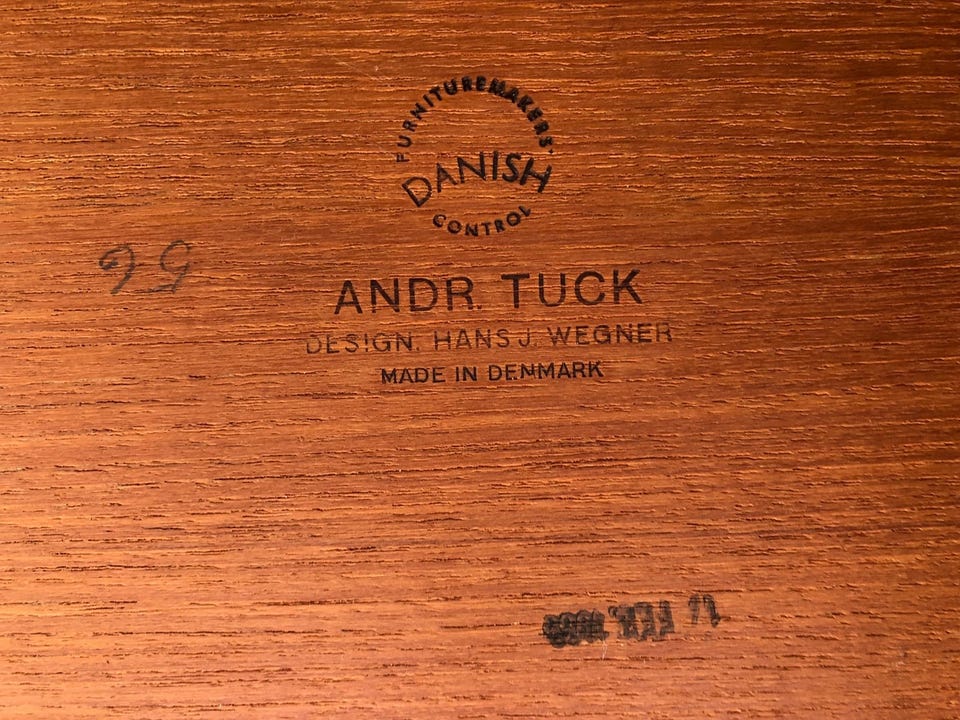 FURNITUREMAKERS'
DANISH
CONTROL
ANDR. TUCK
DESIGN. HANS J. WEGNER
MADE IN DENMARK